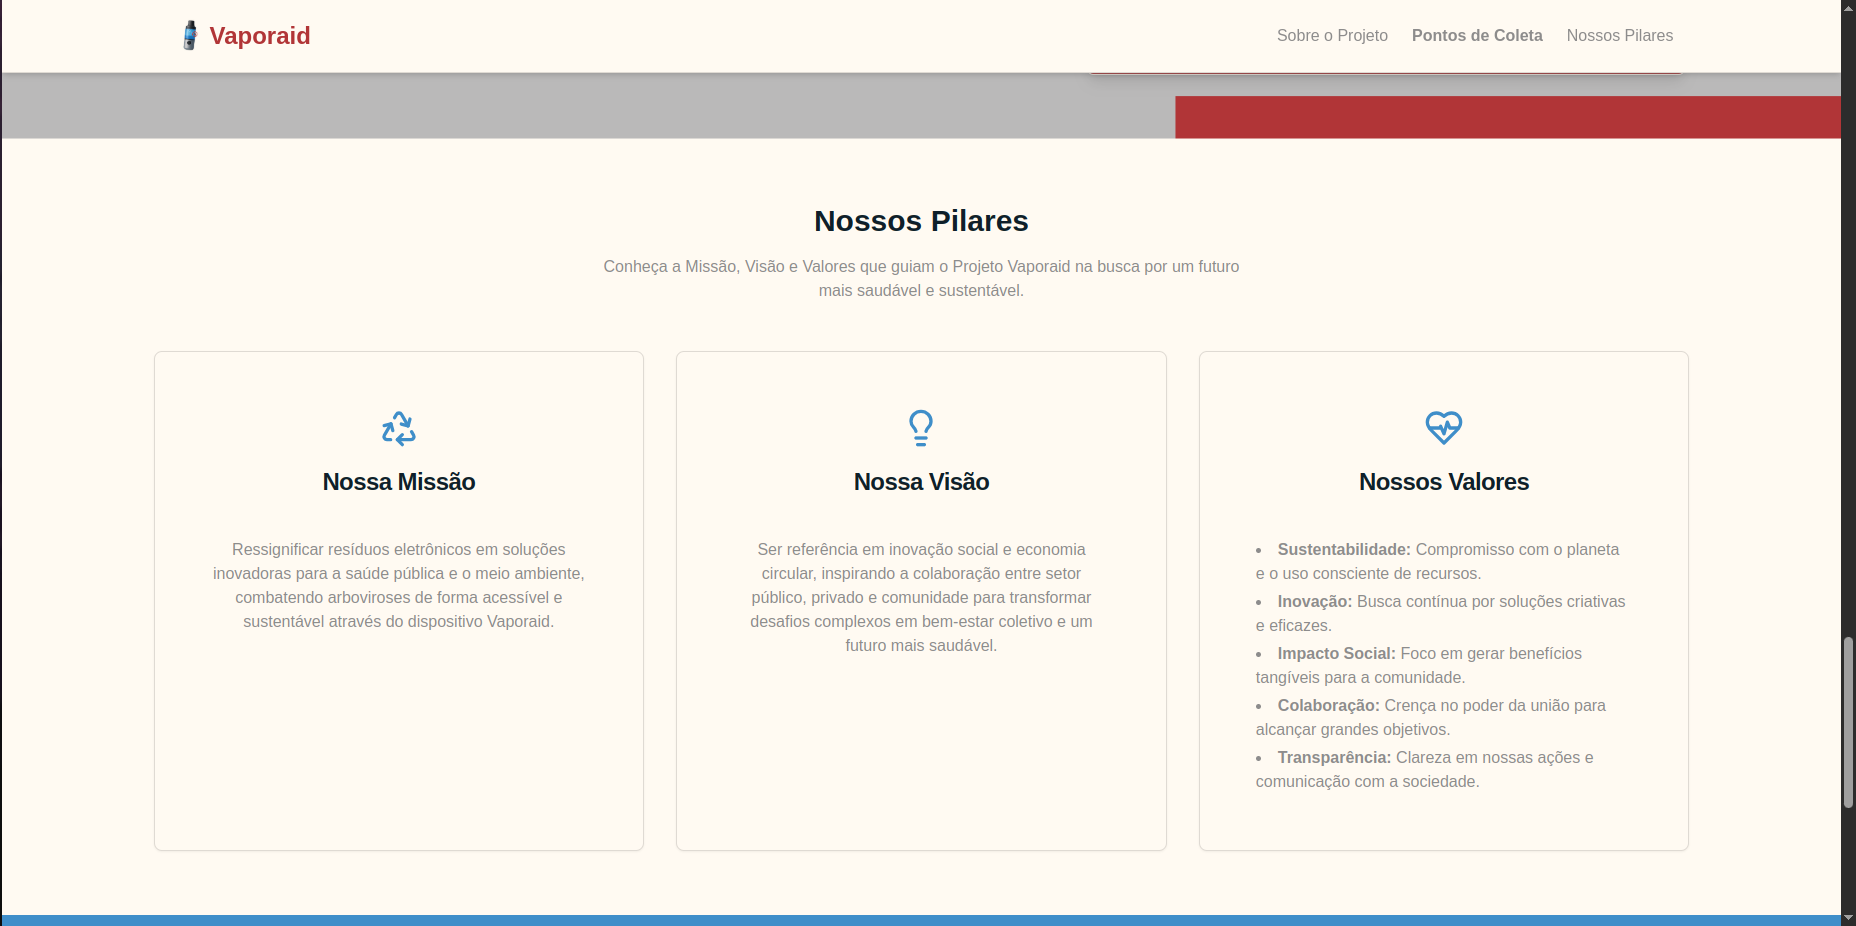 Vaporaid
Sobre o Projeto Pontos de Coleta Nossos Pilares
Nossos Pilares
Conheça a Missão, Visão e Valores que guiam o Projeto Vaporaid na busca por um futuro
mais saudável e sustentável.
Nossa Missão
Ressignificar resíduos eletrônicos em soluções
inovadoras para a saúde pública e o meio ambiente,
combatendo arboviroses de forma acessível e
sustentável através do dispositivo Vaporaid.
Nossa Visão
Ser referência em inovação social e economia
circular, inspirando a colaboração entre setor
público, privado e comunidade para transformar
desafios complexos em bem-estar coletivo e um
futuro mais saudável.
Nossos Valores
• Sustentabilidade: Compromisso com o planeta
e o uso consciente de recursos.
• Inovação: Busca contínua por soluções criativas
e eficazes.
• Impacto Social: Foco em gerar benefícios
tangíveis para a comunidade.
• Colaboração: Crença no poder da união para
alcançar grandes objetivos.
• Transparência: Clareza em nossas ações e
comunicação com a sociedade.